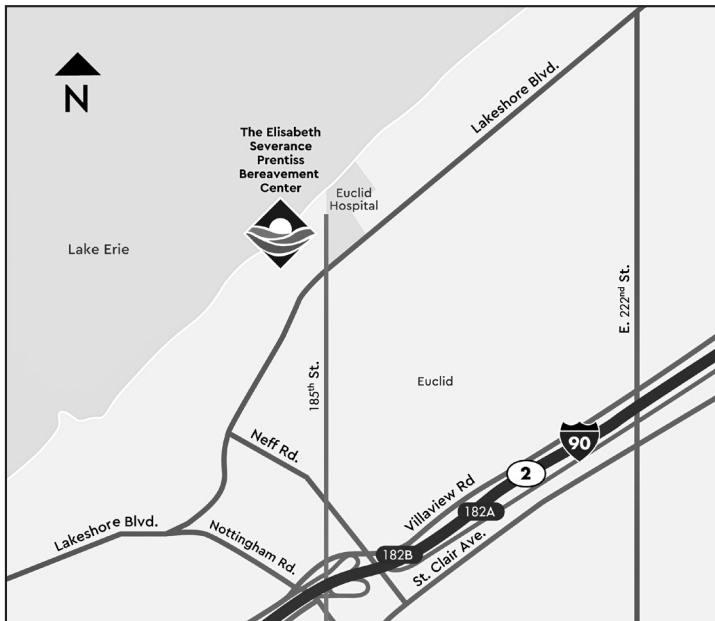 N
Lakeshore Blvd.
The Elisabeth
Severance
Prentiss
Bereavement
Center
Euclid
Hospital
Lake Erie
E. 222nd St.
185th St.
Euclid
Neff Rd.
90
2
Villaview Rd
182A
Lakeshore Blvd.
Nottingham Rd.
182B
St. Clair Ave.